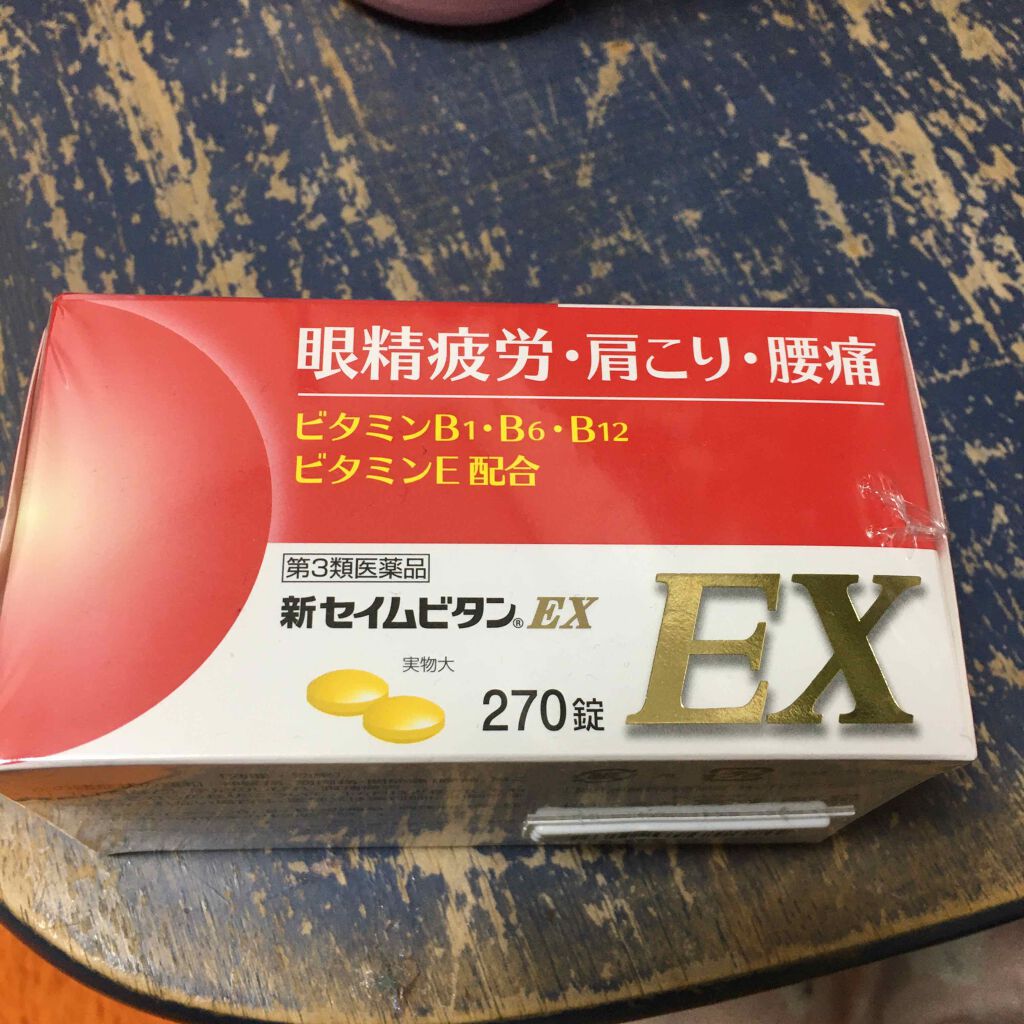 眼精疲労・肩こり・腰痛
ビタミンB1・B6・B12
ビタミンE 配合
第3類医薬品
新セイムビタン®EX
EX
実物大
270錠